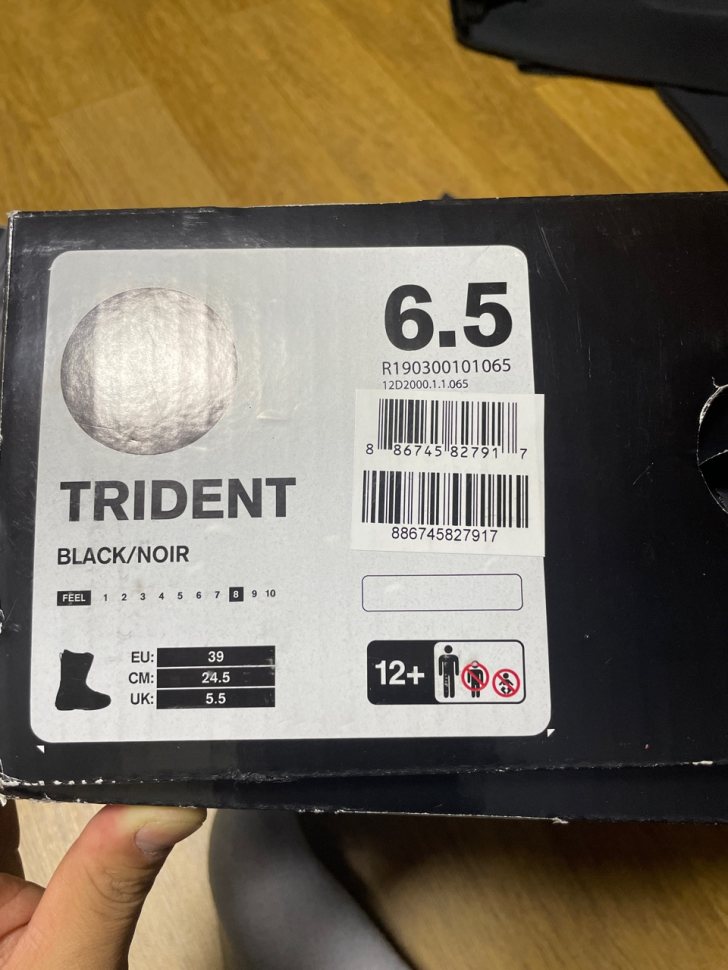 6.5
R190300101065
12D2000.1.1.065
8 86745 82791 7
886745827917
TRIDENT
BLACK/NOIR
FEEL 1 2 3 4 5 6 7 8 9 10
EU: 39
CM: 24.5
UK: 5.5
12+